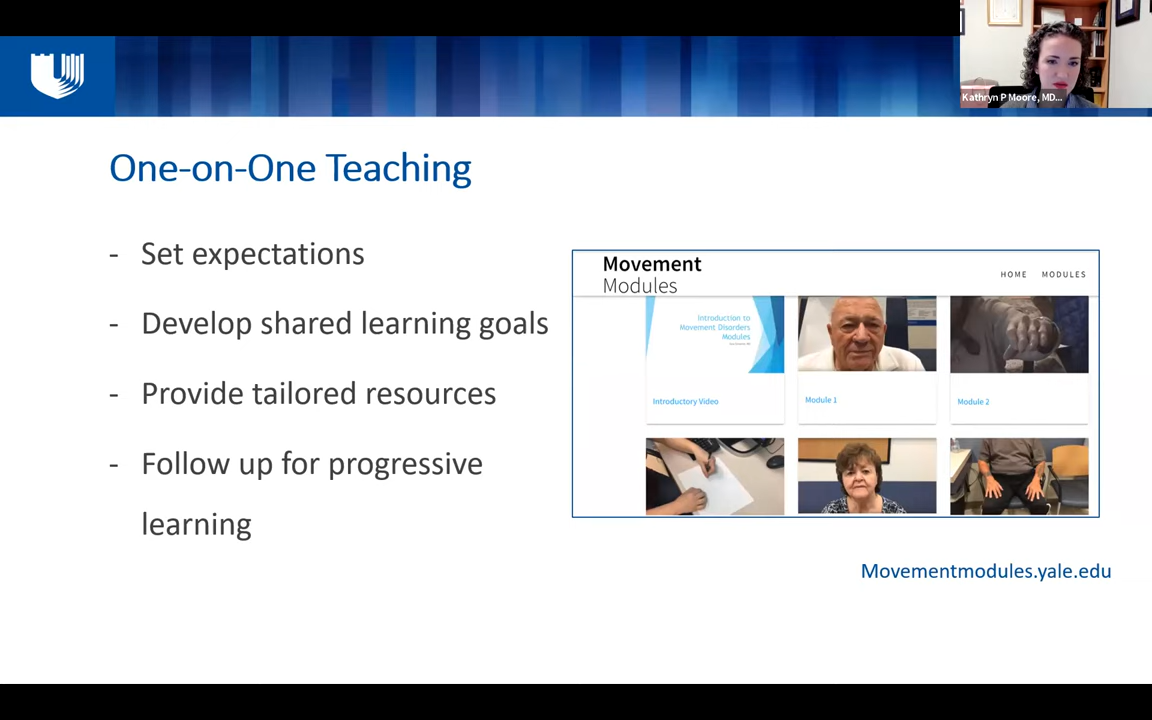 Kathryn P Moore, MD...
One-on-One Teaching
- Set expectations
- Develop shared learning goals
- Provide tailored resources
- Follow up for progressive
learning
Movement
Modules
HOME MODULES
Introduction to
Movement Disorders
Modules
Introductory Video
Module 1
Module 2
Movementmodules.yale.edu